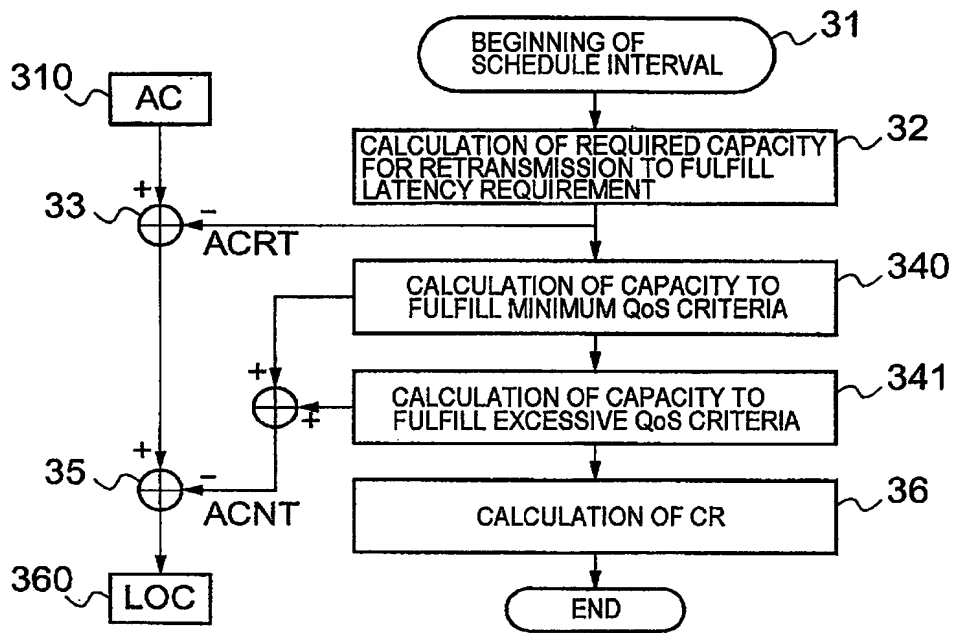 31
BEGINNING OF
SCHEDULE INTERVAL
310
AC
32
CALCULATION OF REQUIRED CAPACITY
FOR RETRANSMISSION TO FULFILL
LATENCY REQUIREMENT
+
33
-
ACRT
340
CALCULATION OF CAPACITY TO
FULFILL MINIMUM QoS CRITERIA
+
341
CALCULATION OF CAPACITY TO
FULFILL EXCESSIVE QoS CRITERIA
+
+
35
-
ACNT
36
CALCULATION OF CR
360
LOC
END